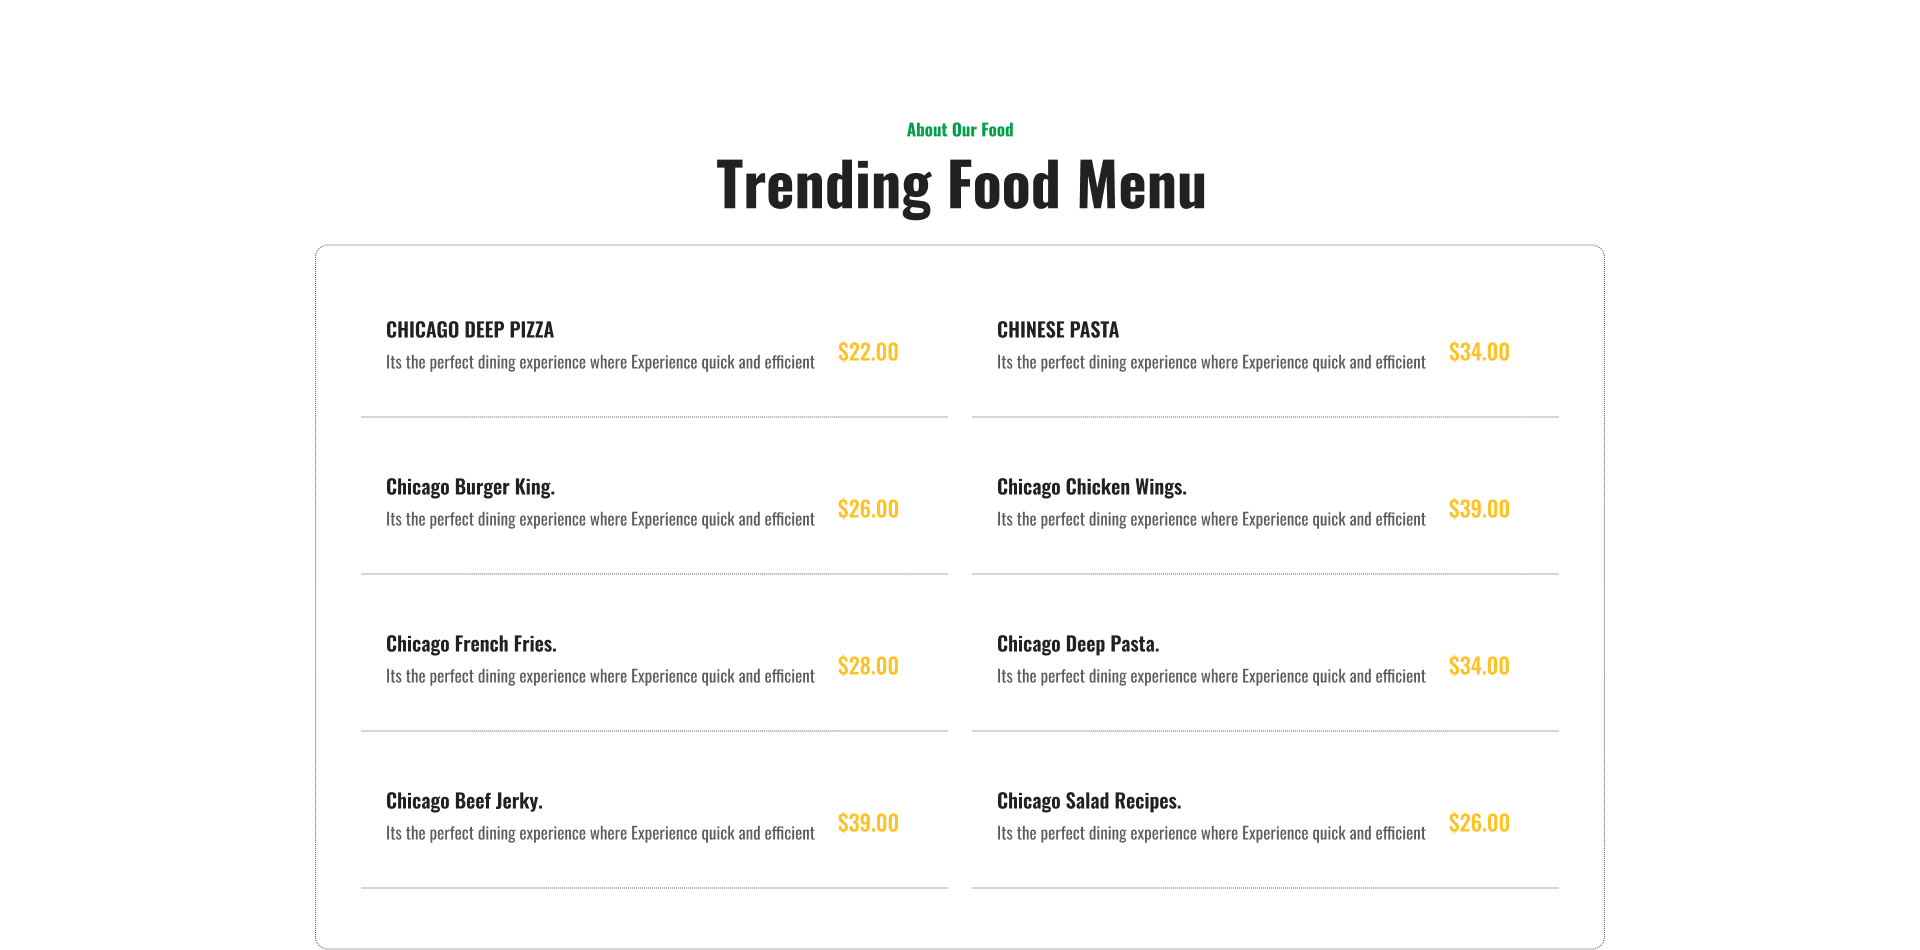 About Our Food
Trending Food Menu
CHICAGO DEEP PIZZA
Its the perfect dining experience where Experience quick and efficient
$22.00
CHINESE PASTA
Its the perfect dining experience where Experience quick and efficient
$34.00
Chicago Burger King.
Its the perfect dining experience where Experience quick and efficient
$26.00
Chicago Chicken Wings.
Its the perfect dining experience where Experience quick and efficient
$39.00
Chicago French Fries.
Its the perfect dining experience where Experience quick and efficient
$28.00
Chicago Deep Pasta.
Its the perfect dining experience where Experience quick and efficient
$34.00
Chicago Beef Jerky.
Its the perfect dining experience where Experience quick and efficient
$39.00
Chicago Salad Recipes.
Its the perfect dining experience where Experience quick and efficient
$26.00